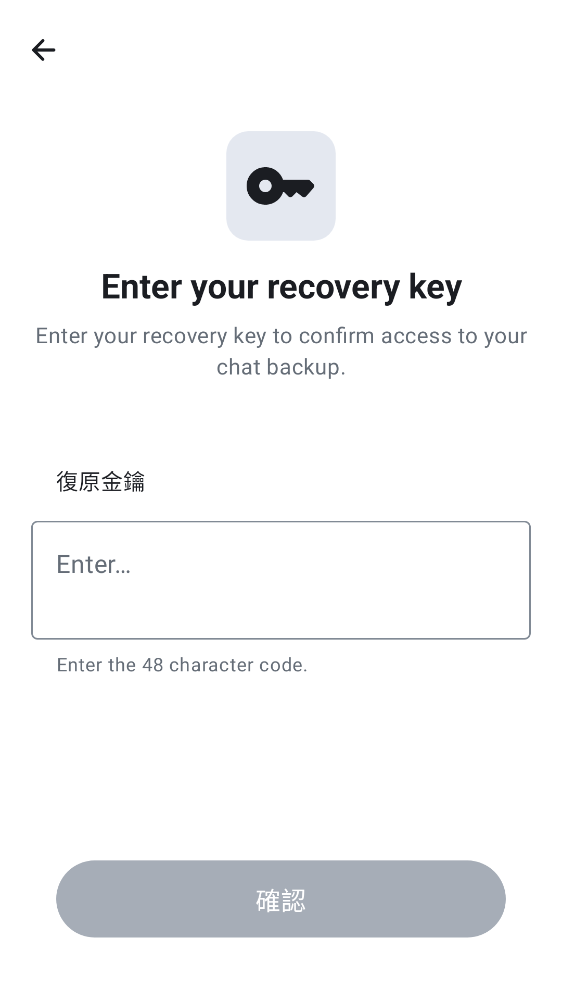 Enter your recovery key
Enter your recovery key to confirm access to your
chat backup.
復原金鑰
Enter...
Enter the 48 character code.
確認